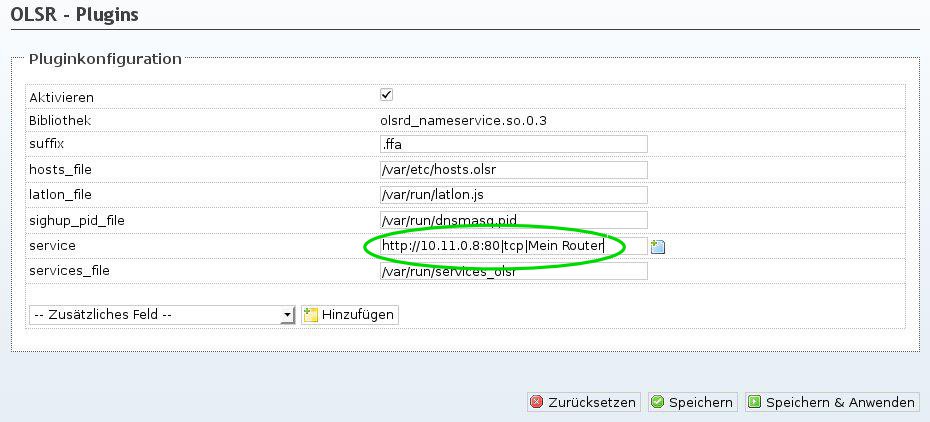 OLSR - Plugins
Pluginkonfiguration
Aktivieren
Bibliothek olsrd_nameservice.so.0.3
suffix .ffa
hosts_file /var/etc/hosts.olsr
latlon_file /var/run/latlon.js
sighup_pid_file /var/run/dnsmasq.pid
service http://10.11.0.8:80|tcp|Mein Router
services_file /var/run/services_olsr
-- Zusätzliches Feld -- Hinzufügen
Zurücksetzen Speichern Speichern & Anwenden